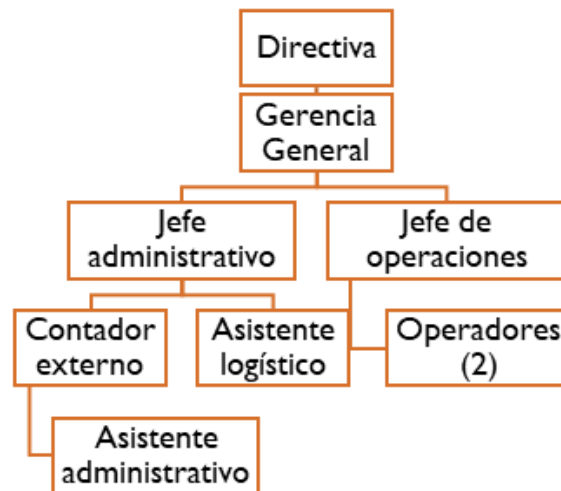 Directiva
Gerencia
General
Jefe
administrativo
Jefe de
operaciones
Contador
externo
Asistente
logístico
Operadores
(2)
Asistente
administrativo